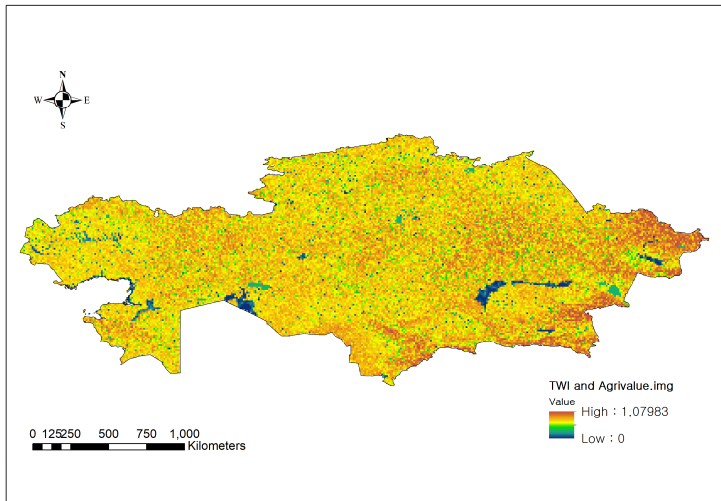 N
W E
S
TWI and Agrivalue.img
Value
High : 1,07983
Low : 0
0 125250 500 750 1,000
Kilometers